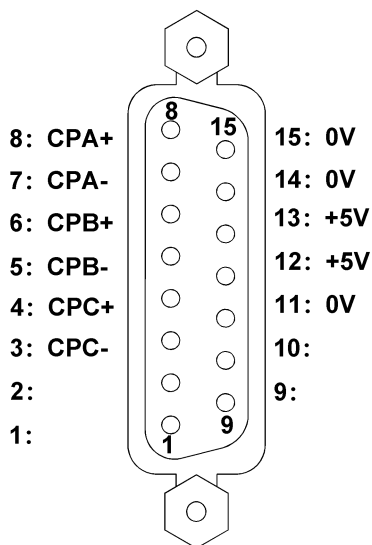 8
15
8: CPA+
7: CPA-
6: CPB+
5: CPB-
4: CPC+
3: CPC-
2:
1:
15: 0V
14: 0V
13: +5V
12: +5V
11: 0V
10:
9:
1
9